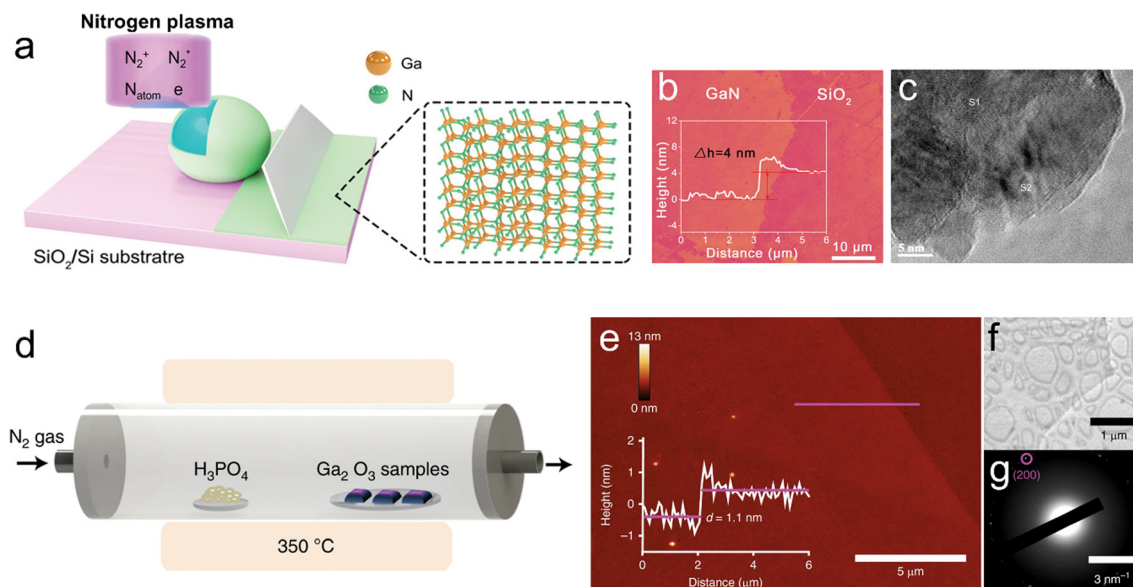 a
Nitrogen plasma
N₂⁺ N₂*
N_atom e
Ga
N
SiO₂/Si substratre
b
GaN SiO₂
12
8
4
0
-4
Height (nm)
Δh=4 nm
0 1 2 3 4 5 6
Distance (μm)
10 μm
c
S1
S2
5 nm
d
N₂ gas
H₃PO₄
Ga₂ O₃ samples
350 °C
e
13 nm
0 nm
2
1
0
−1
Height (nm)
d = 1.1 nm
0 2 4 6
Distance (μm)
5 μm
f
1 μm
g
(200)
3 nm⁻¹